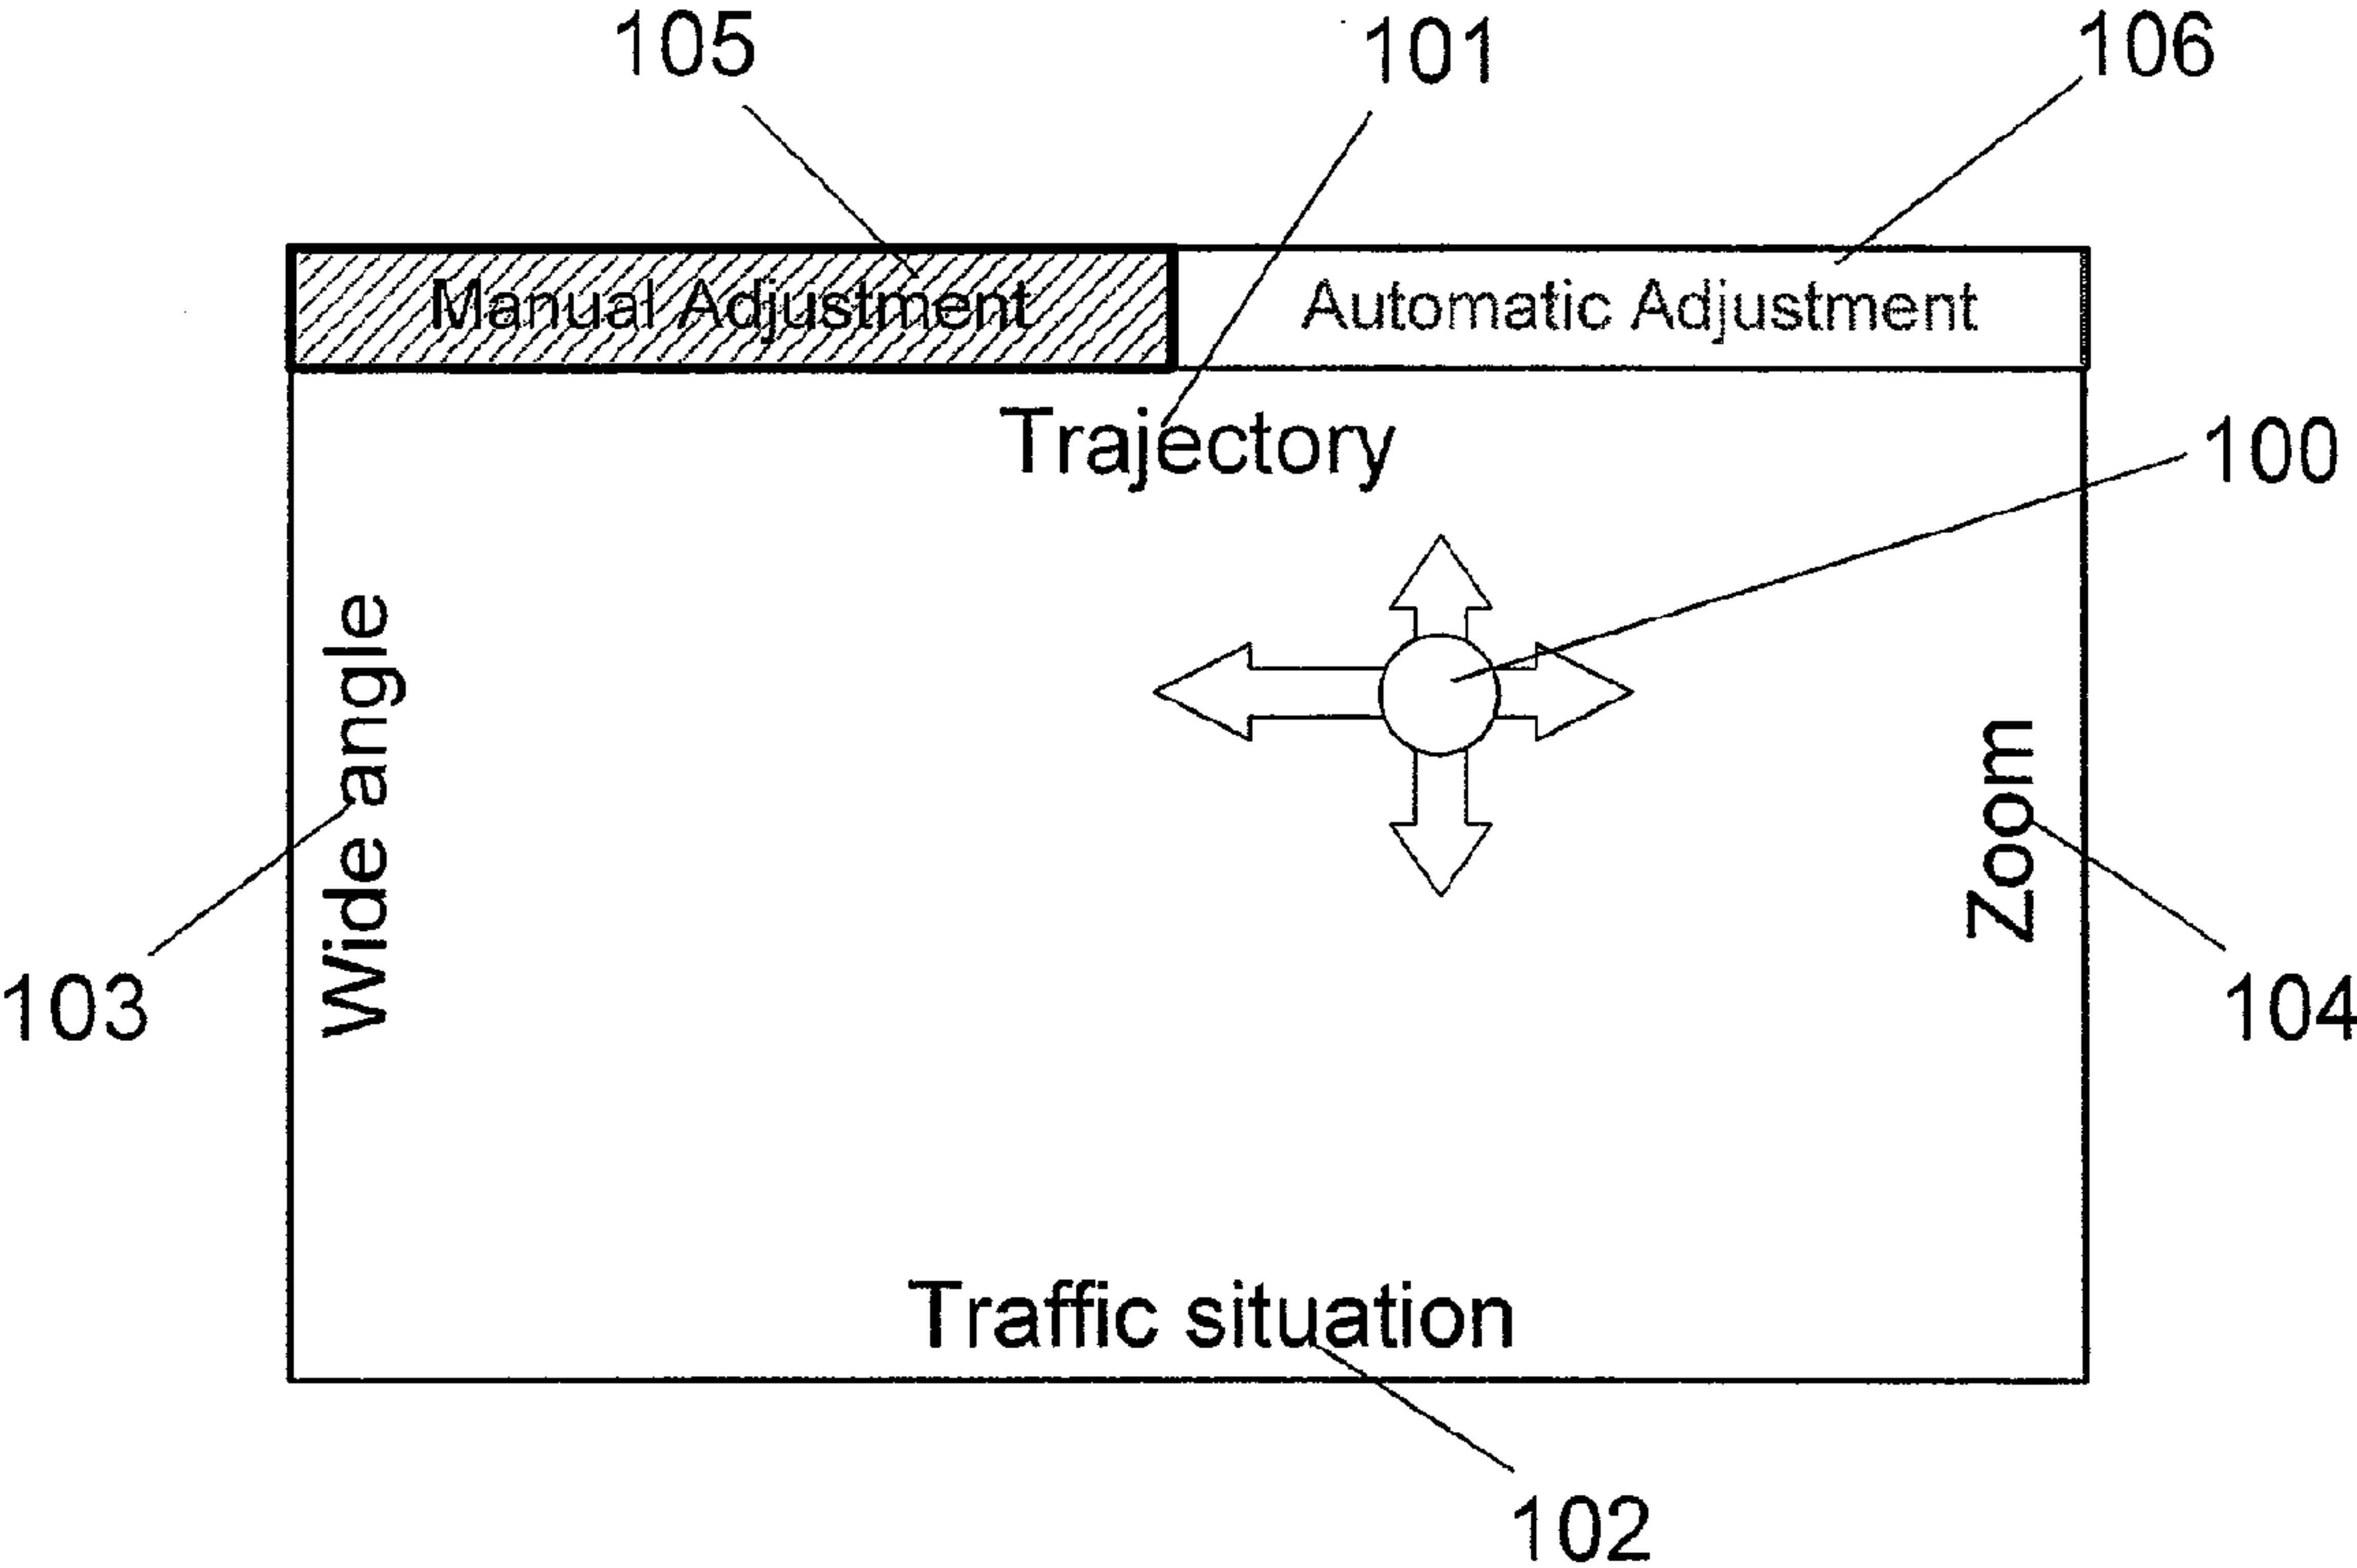 105
101
106
Manual Adjustment
Automatic Adjustment
Trajectory
100
Wide angle
Zoom
103
104
Traffic situation
102